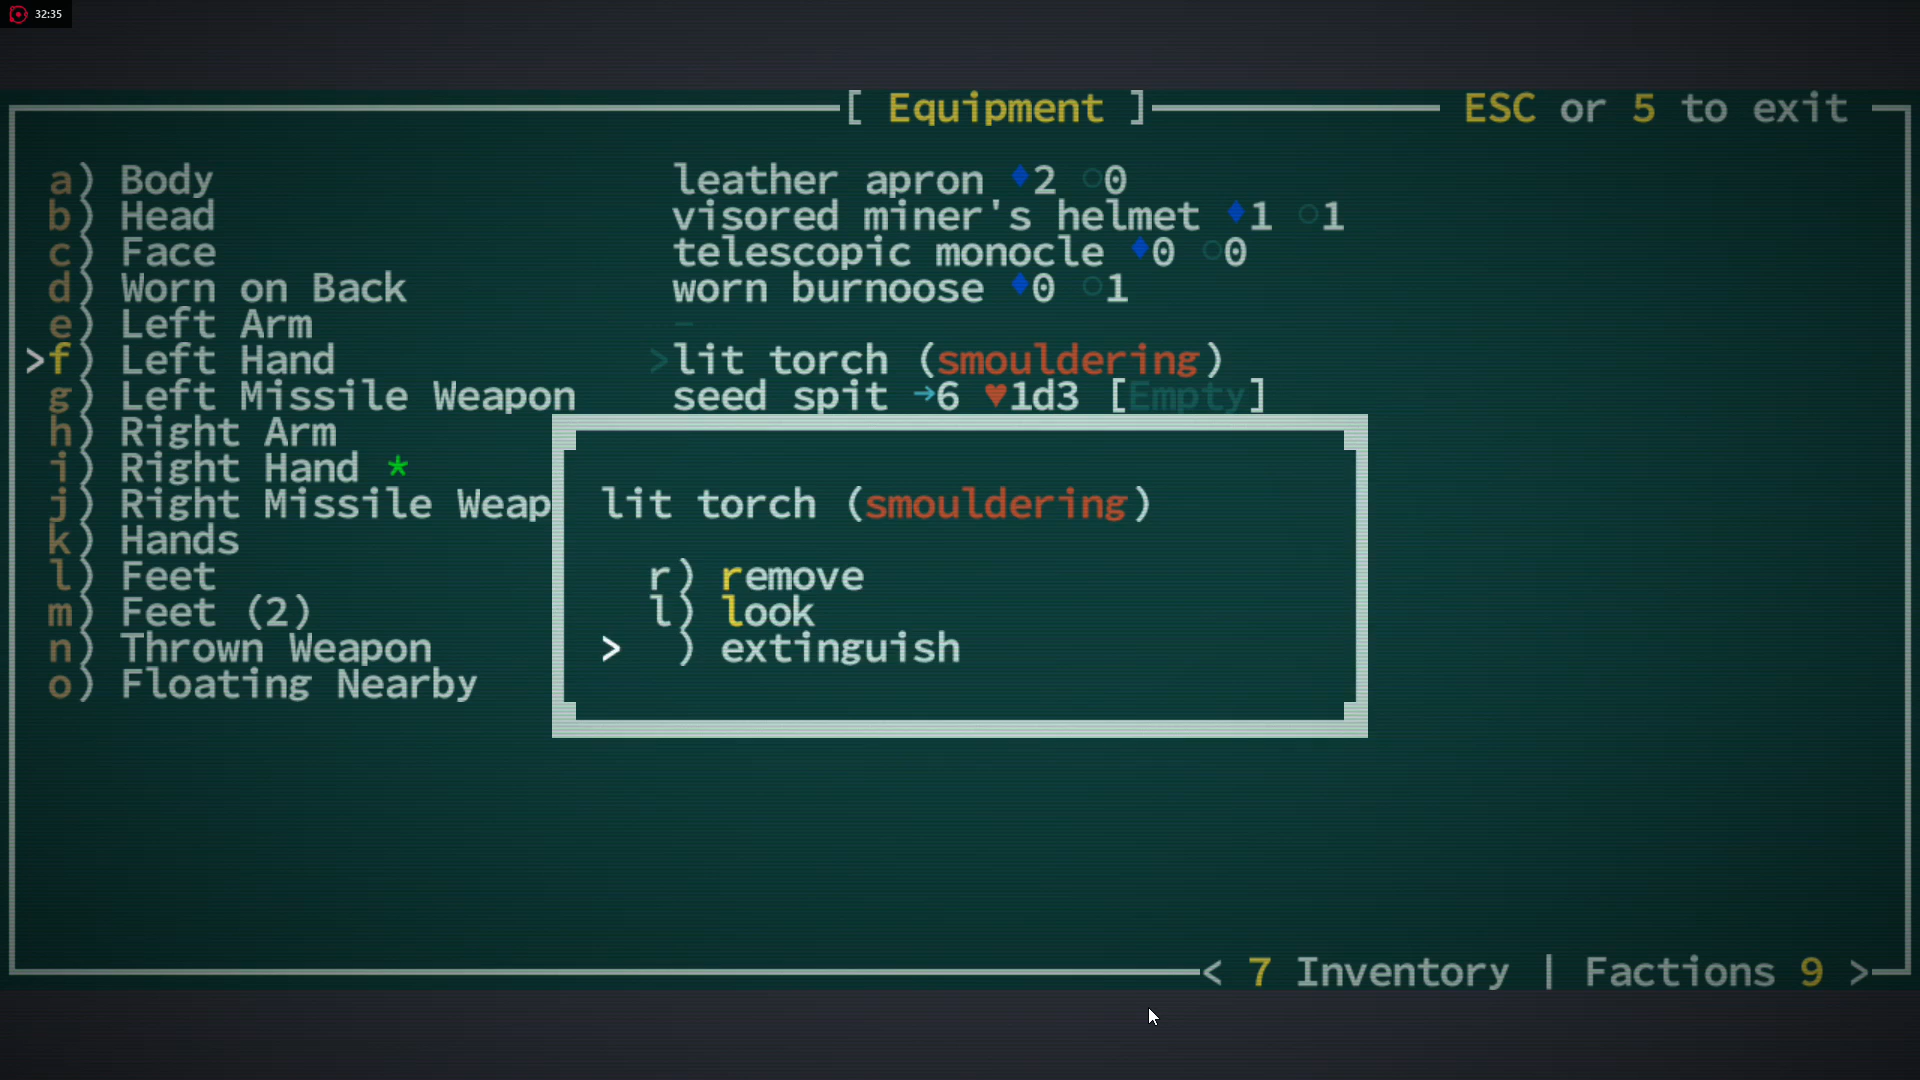 32:35
[ Equipment ] ESC or 5 to exit
a) Body leather apron ♦2 ○0
b) Head visored miner's helmet ♦1 ○1
c) Face telescopic monocle ♦0 ○0
d) Worn on Back worn burnoose ♦0 ○1
e) Left Arm -
>f) Left Hand >lit torch (smouldering)
g) Left Missile Weapon seed spit →6 ♥1d3 [Empty]
h) Right Arm
i) Right Hand *
j) Right Missile Weap
k) Hands
l) Feet
m) Feet (2)
n) Thrown Weapon
o) Floating Nearby
lit torch (smouldering)
r) remove
l) look
> ) extinguish
< 7 Inventory | Factions 9 >